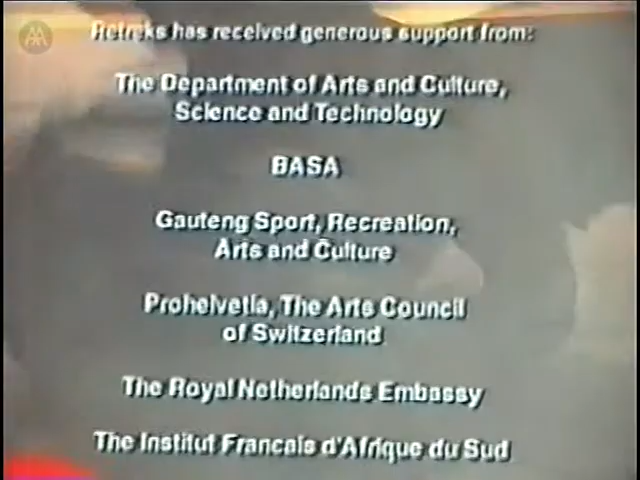 Retreks has received generous support from:
The Department of Arts and Culture,
Science and Technology
BASA
Gauteng Sport, Recreation,
Arts and Culture
Prohelvetia, The Arts Council
of Switzerland
The Royal Netherlands Embassy
The Institut Francais d'Afrique du Sud